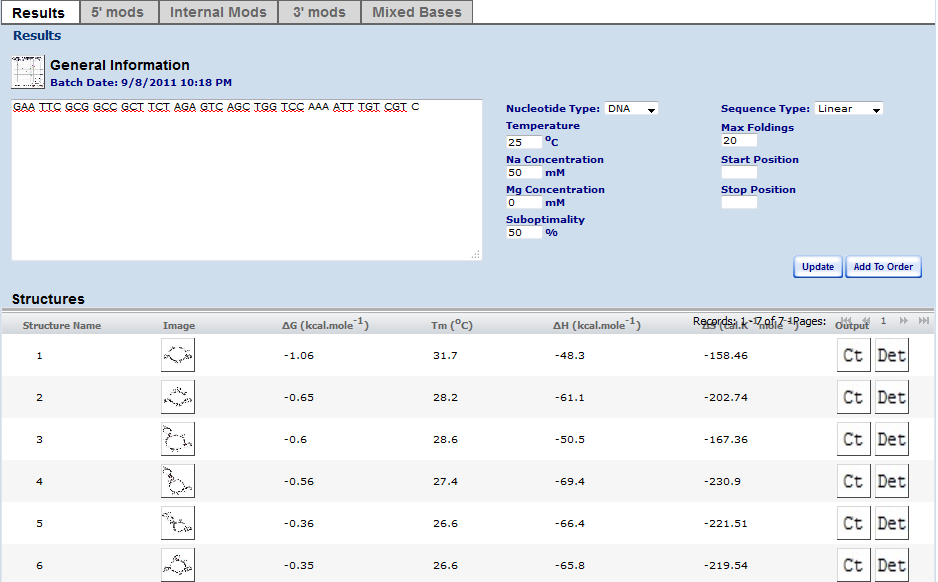 Results 5' mods Internal Mods 3' mods Mixed Bases
Results
General Information
Batch Date: 9/8/2011 10:18 PM
GAA TTC GCG GCC GCT TCT AGA GTC AGC TGG TCC AAA ATT TGT CGT C
Nucleotide Type: DNA Sequence Type: Linear
Temperature Max Foldings
25 °C 20
Na Concentration Start Position
50 mM
Mg Concentration Stop Position
0 mM
Suboptimality
50 %
Update Add To Order
Structures
Records: 1 - 7 of 7 - Pages: 1
Structure Name Image ΔG (kcal.mole⁻¹) Tm (°C) ΔH (kcal.mole⁻¹) ΔS (cal.K⁻¹mole⁻¹) Output
1 -1.06 31.7 -48.3 -158.46 Ct Det
2 -0.65 28.2 -61.1 -202.74 Ct Det
3 -0.6 28.6 -50.5 -167.36 Ct Det
4 -0.56 27.4 -69.4 -230.9 Ct Det
5 -0.36 26.6 -66.4 -221.51 Ct Det
6 -0.35 26.6 -65.8 -219.54 Ct Det